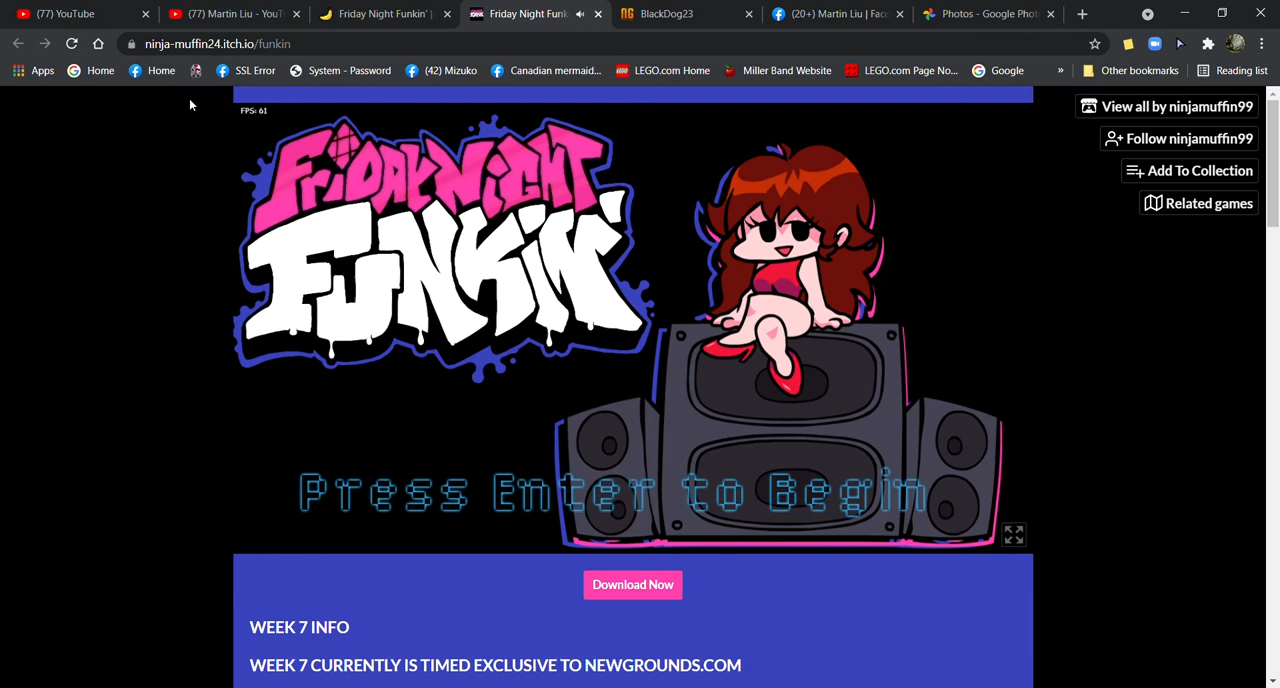 (77) YouTube
(77) Martin Liu - YouT
Friday Night Funkin' |
Friday Night Funk
NG BlackDog23
(20+) Martin Liu | Fac
Photos - Google Phot
ninja-muffin24.itch.io/funkin
Apps
Home
Home
SSL Error
System - Password
(42) Mizuko
Canadian mermaid...
LEGO.com Home
Miller Band Website
LEGO.com Page No...
Google
»
Other bookmarks
Reading list
FPS: 61
View all by ninjamuffin99
Follow ninjamuffin99
Add To Collection
Related games
FRiDAY NiGHT
FUNKiN'
Press Enter to Begin
Download Now
WEEK 7 INFO
WEEK 7 CURRENTLY IS TIMED EXCLUSIVE TO NEWGROUNDS.COM